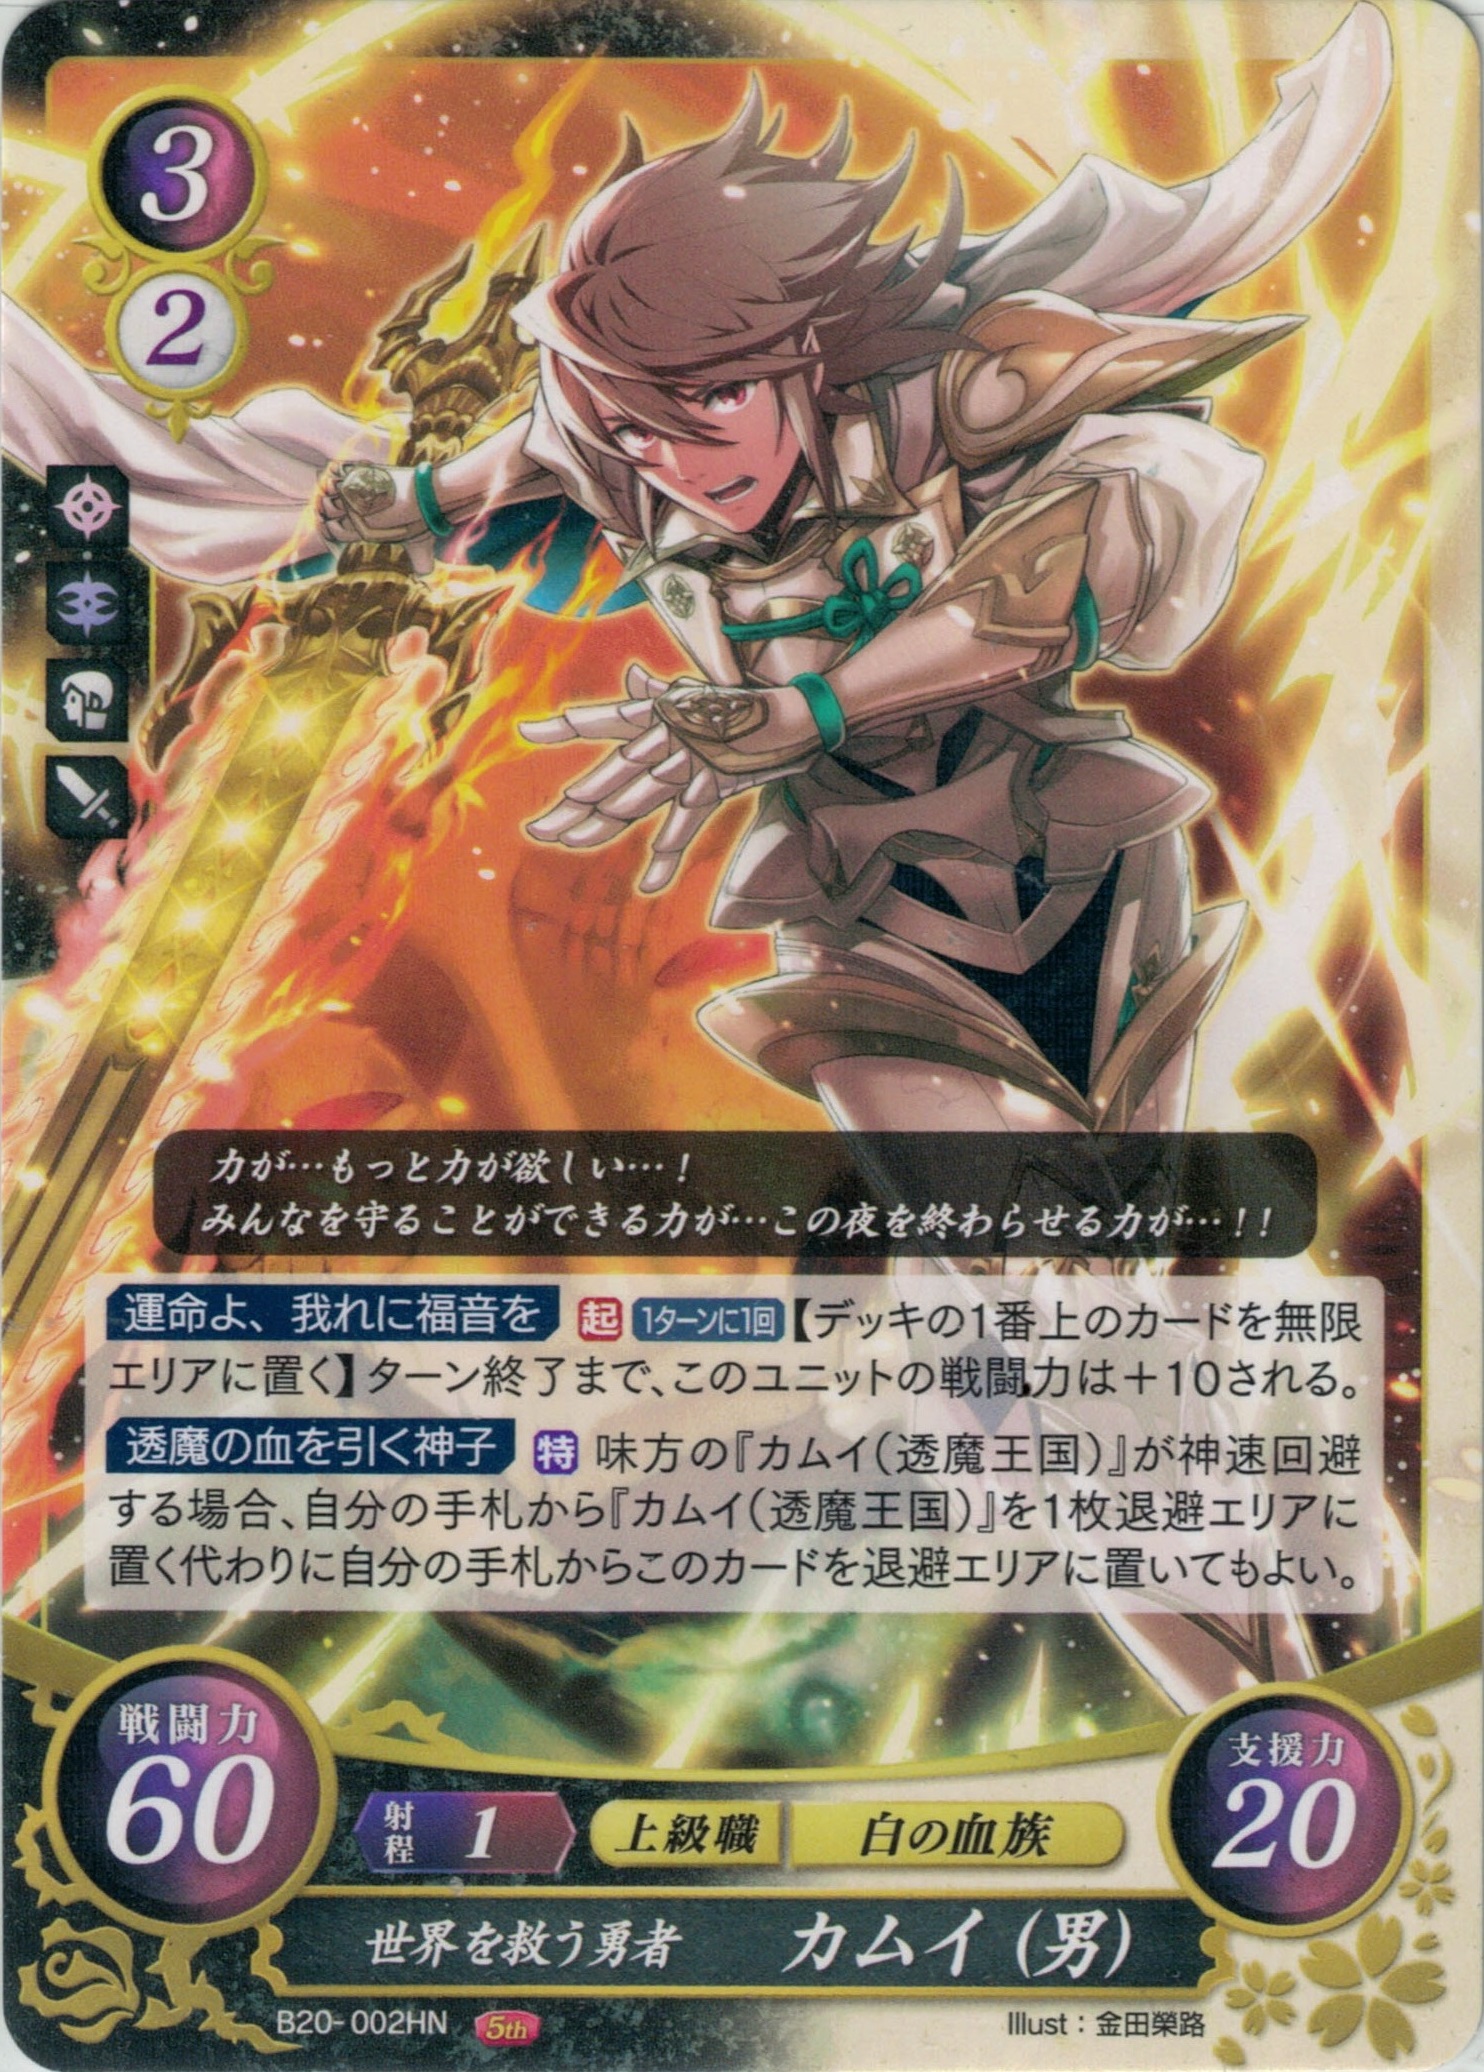 3
2
力が…もっと力が欲しい…！
みんなを守ることができる力が…この夜を終わらせる力が…！！
運命よ、我れに福音を 起 1ターンに1回【デッキの1番上のカードを無限
エリアに置く】ターン終了まで、このユニットの戦闘力は＋10される。
透魔の血を引く神子 特 味方の『カムイ（透魔王国）』が神速回避
する場合、自分の手札から『カムイ（透魔王国）』を1枚退避エリアに
置く代わりに自分の手札からこのカードを退避エリアに置いてもよい。
戦闘力
60
射程 1
上級職 白の血族
支援力
20
世界を救う勇者 カムイ（男）
B20-002HN 5th Illust：金田榮路